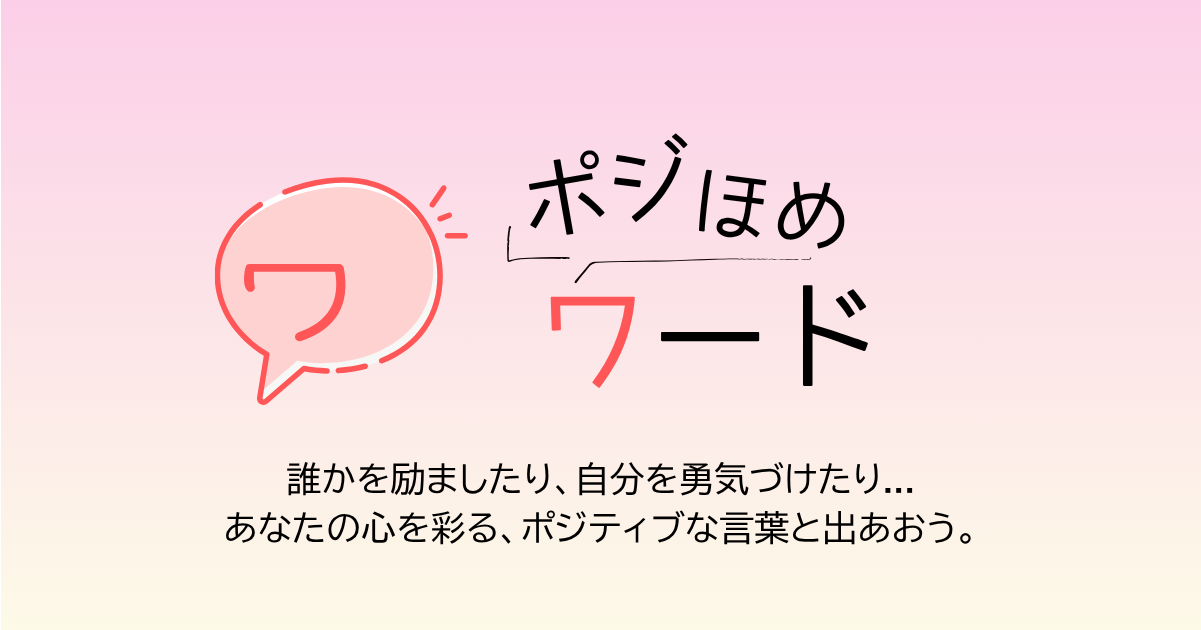 ワ
ポジほめ
ワード
誰かを励ましたり、自分を勇気づけたり...
あなたの心を彩る、ポジティブな言葉と出あおう。